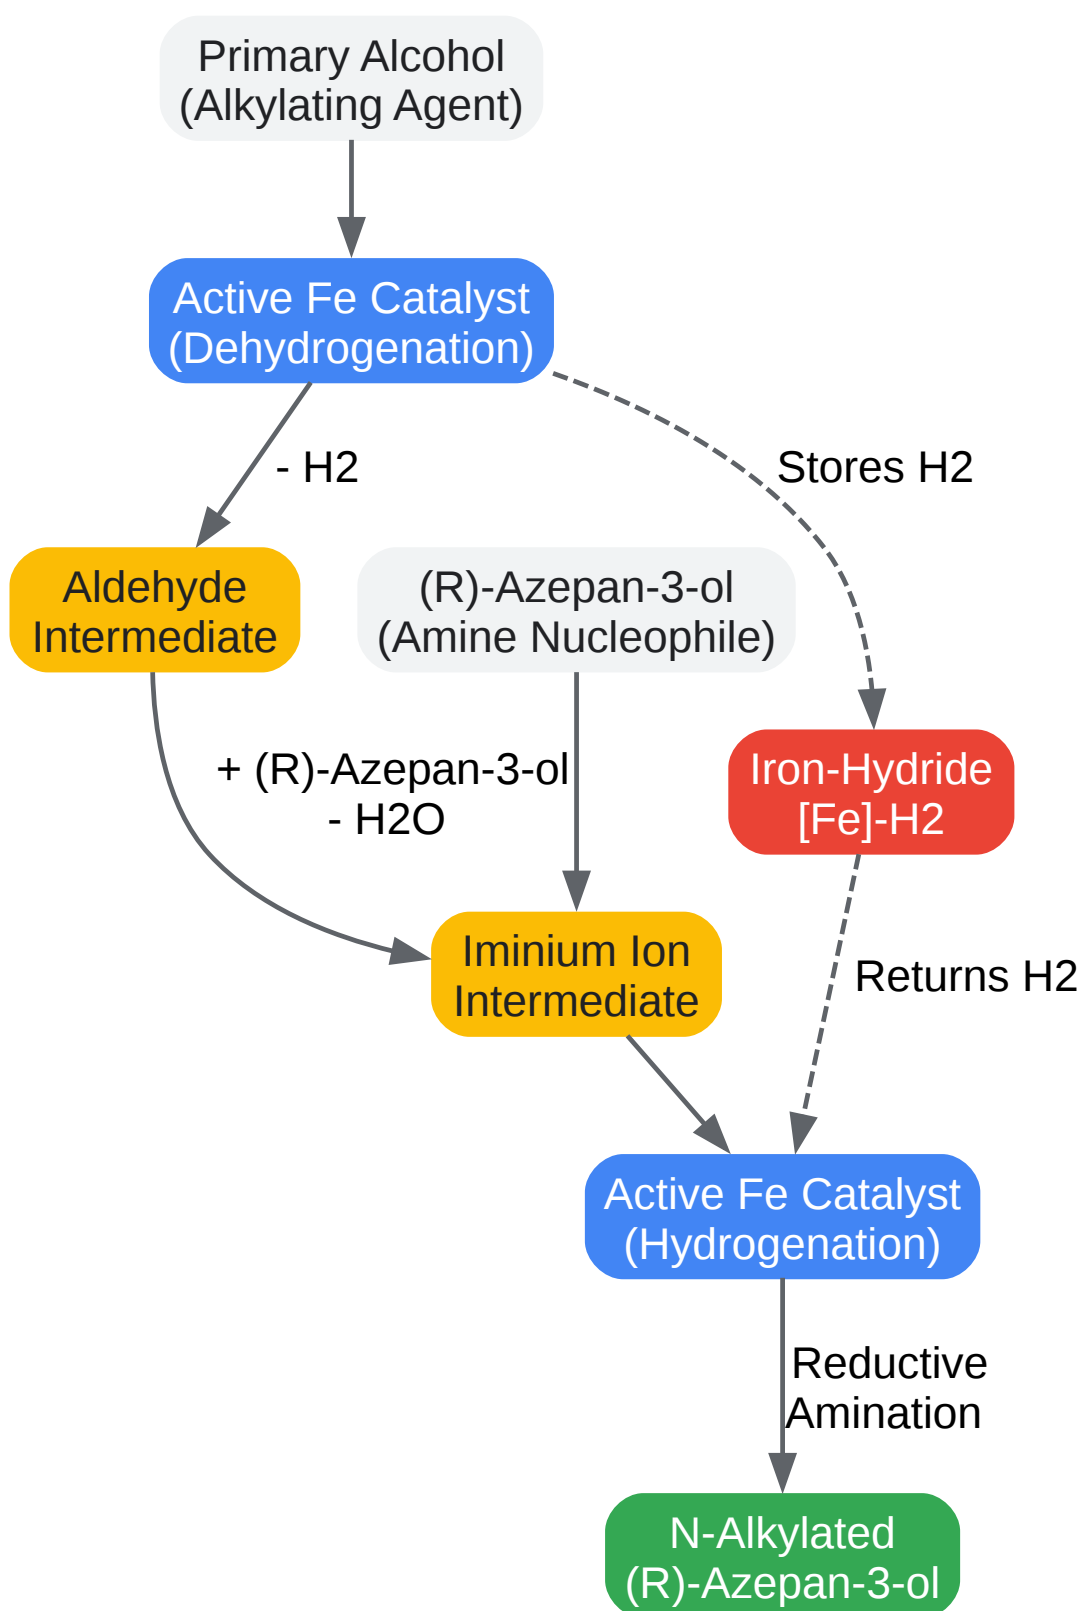 Primary Alcohol
(Alkylating Agent)
Active Fe Catalyst
(Dehydrogenation)
- H2
Stores H2
Aldehyde
Intermediate
(R)-Azepan-3-ol
(Amine Nucleophile)
+ (R)-Azepan-3-ol
- H2O
Iron-Hydride
[Fe]-H2
Iminium Ion
Intermediate
Returns H2
Active Fe Catalyst
(Hydrogenation)
Reductive
Amination
N-Alkylated
(R)-Azepan-3-ol